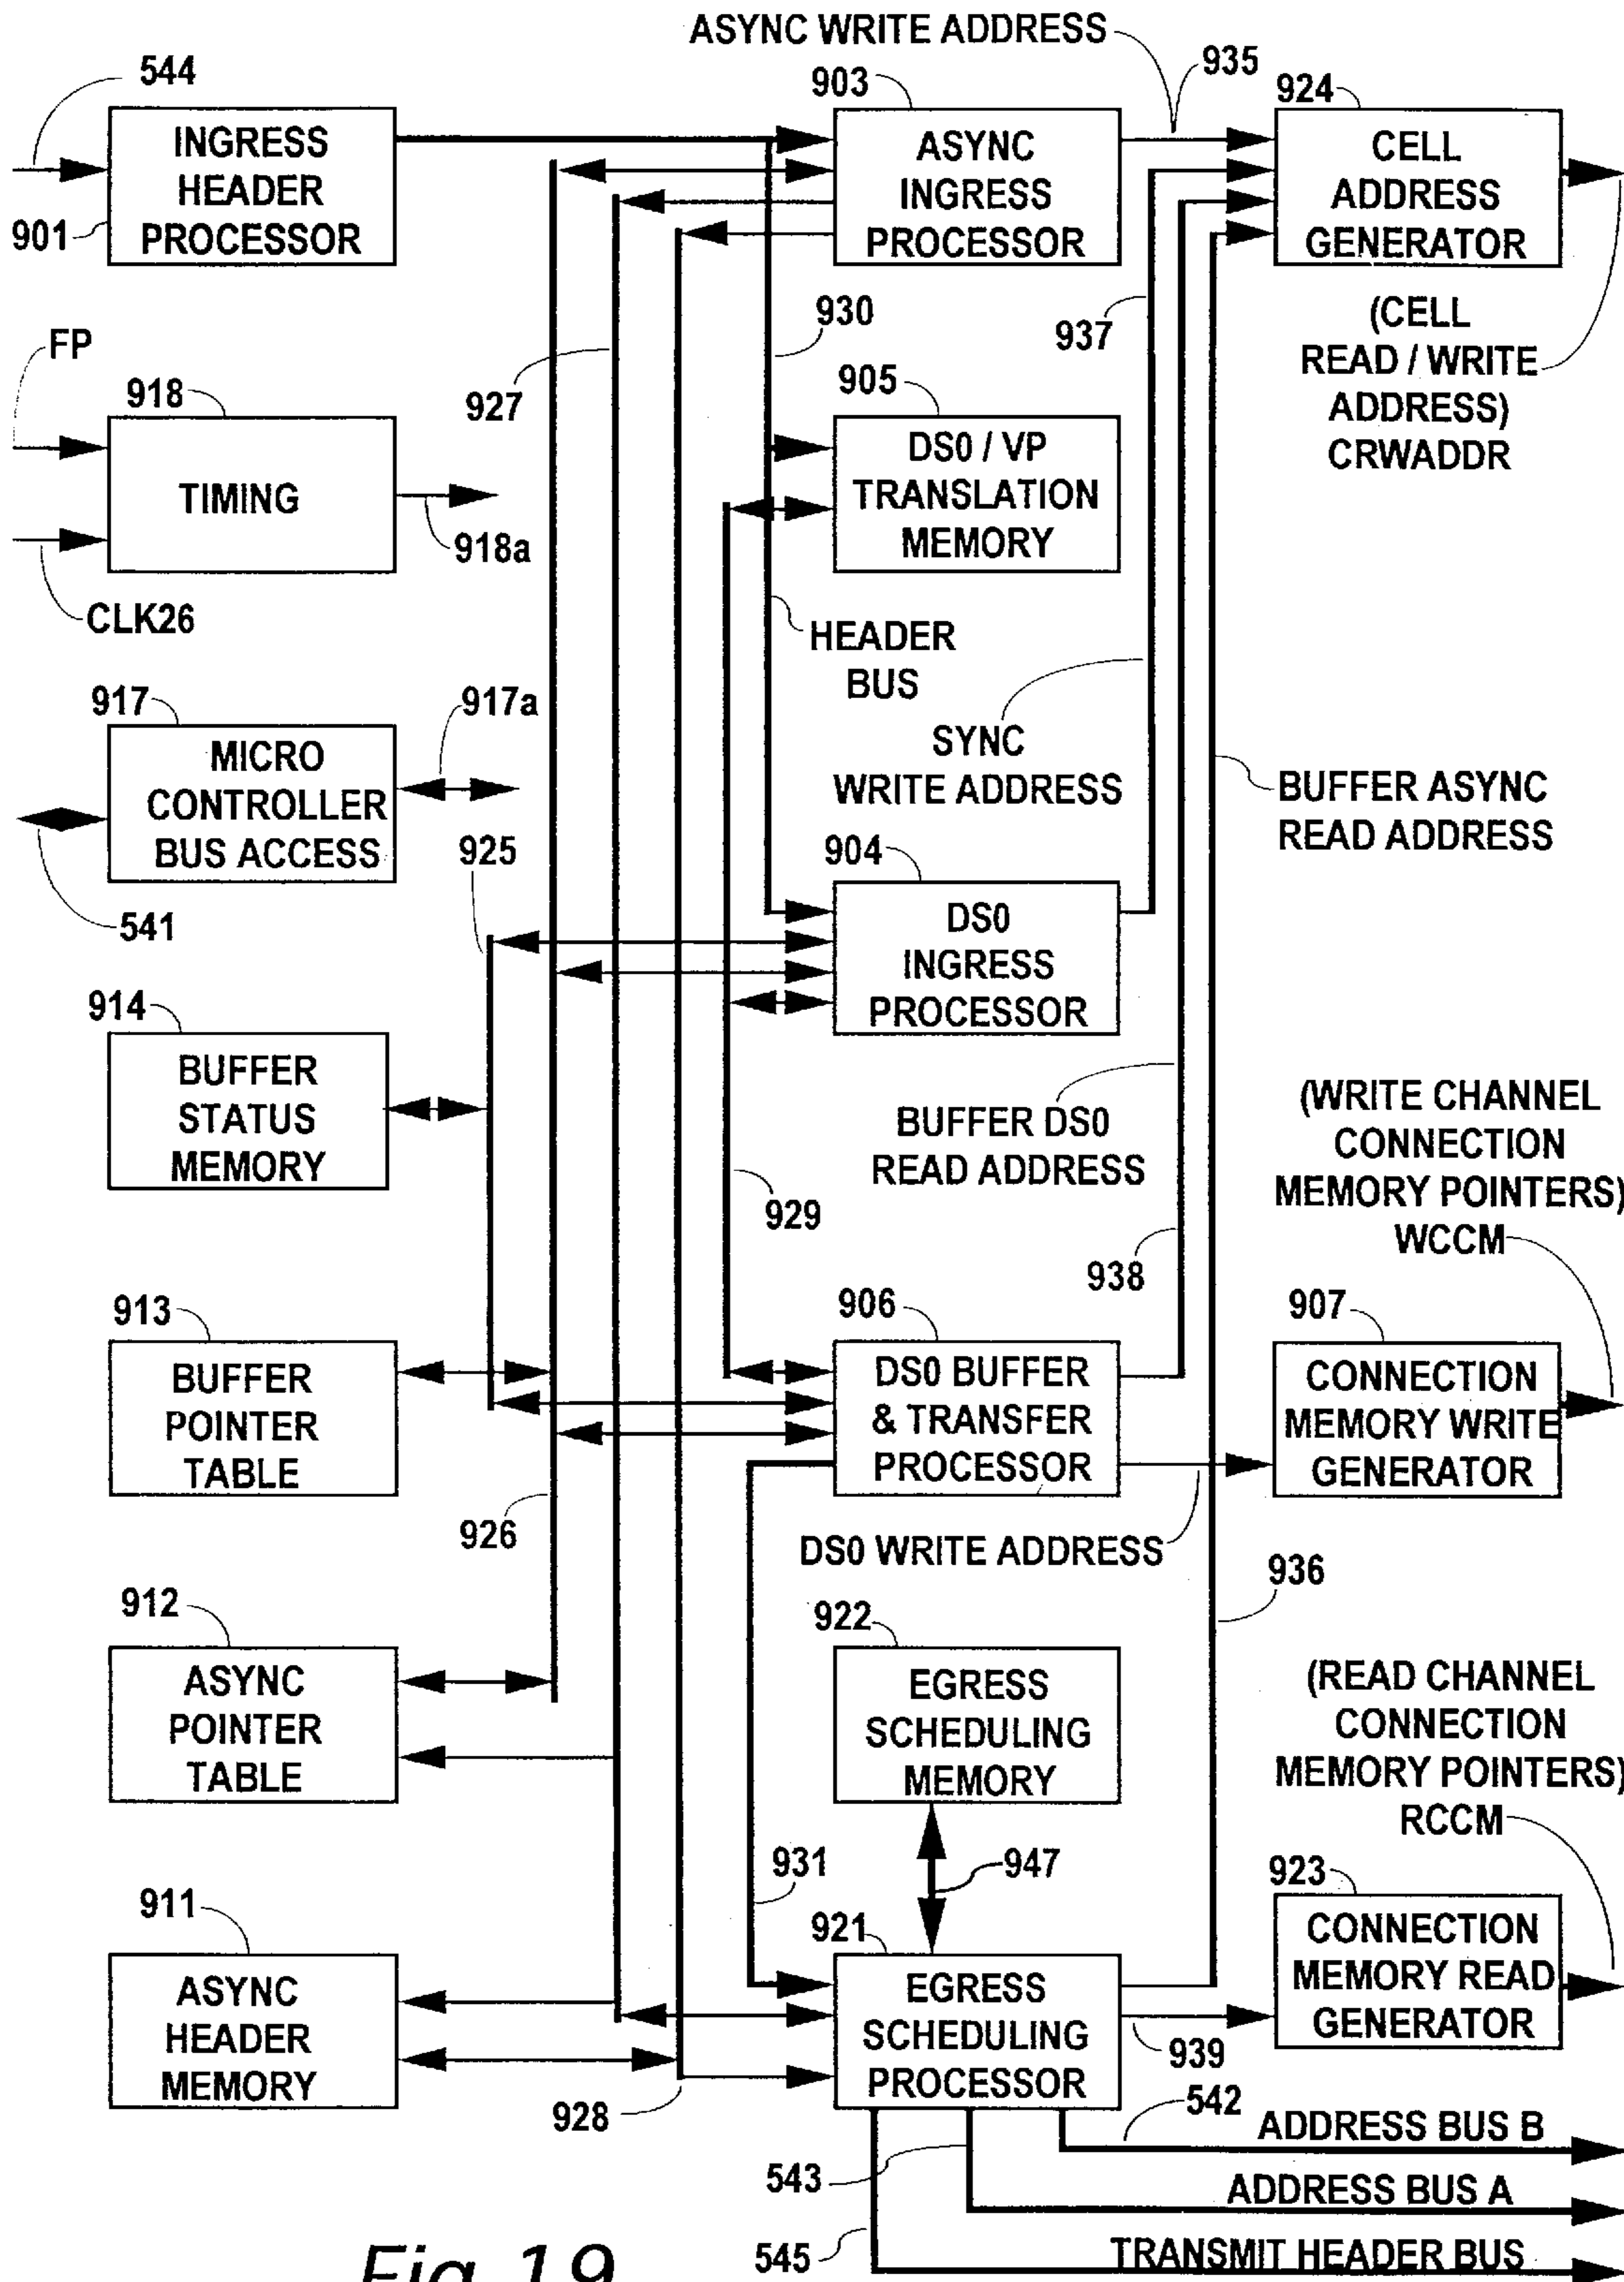 ASYNC WRITE ADDRESS
544
903
935
924
INGRESS
HEADER
PROCESSOR
901
ASYNC
INGRESS
PROCESSOR
CELL
ADDRESS
GENERATOR
FP
918
927
930
905
937
(CELL
READ / WRITE
ADDRESS)
CRWADDR
TIMING
918a
CLK26
DS0 / VP
TRANSLATION
MEMORY
HEADER
BUS
917
917a
MICRO
CONTROLLER
BUS ACCESS
541
925
SYNC
WRITE ADDRESS
BUFFER ASYNC
READ ADDRESS
904
DS0
INGRESS
PROCESSOR
914
BUFFER
STATUS
MEMORY
BUFFER DS0
READ ADDRESS
929
938
(WRITE CHANNEL
CONNECTION
MEMORY POINTERS)
WCCM
913
BUFFER
POINTER
TABLE
906
DS0 BUFFER
& TRANSFER
PROCESSOR
907
CONNECTION
MEMORY WRITE
GENERATOR
926
DS0 WRITE ADDRESS
936
912
ASYNC
POINTER
TABLE
922
EGRESS
SCHEDULING
MEMORY
(READ CHANNEL
CONNECTION
MEMORY POINTERS)
RCCM
931
947
911
ASYNC
HEADER
MEMORY
921
EGRESS
SCHEDULING
PROCESSOR
923
CONNECTION
MEMORY READ
GENERATOR
939
928
542
ADDRESS BUS B
543
ADDRESS BUS A
545
TRANSMIT HEADER BUS
Fig 19